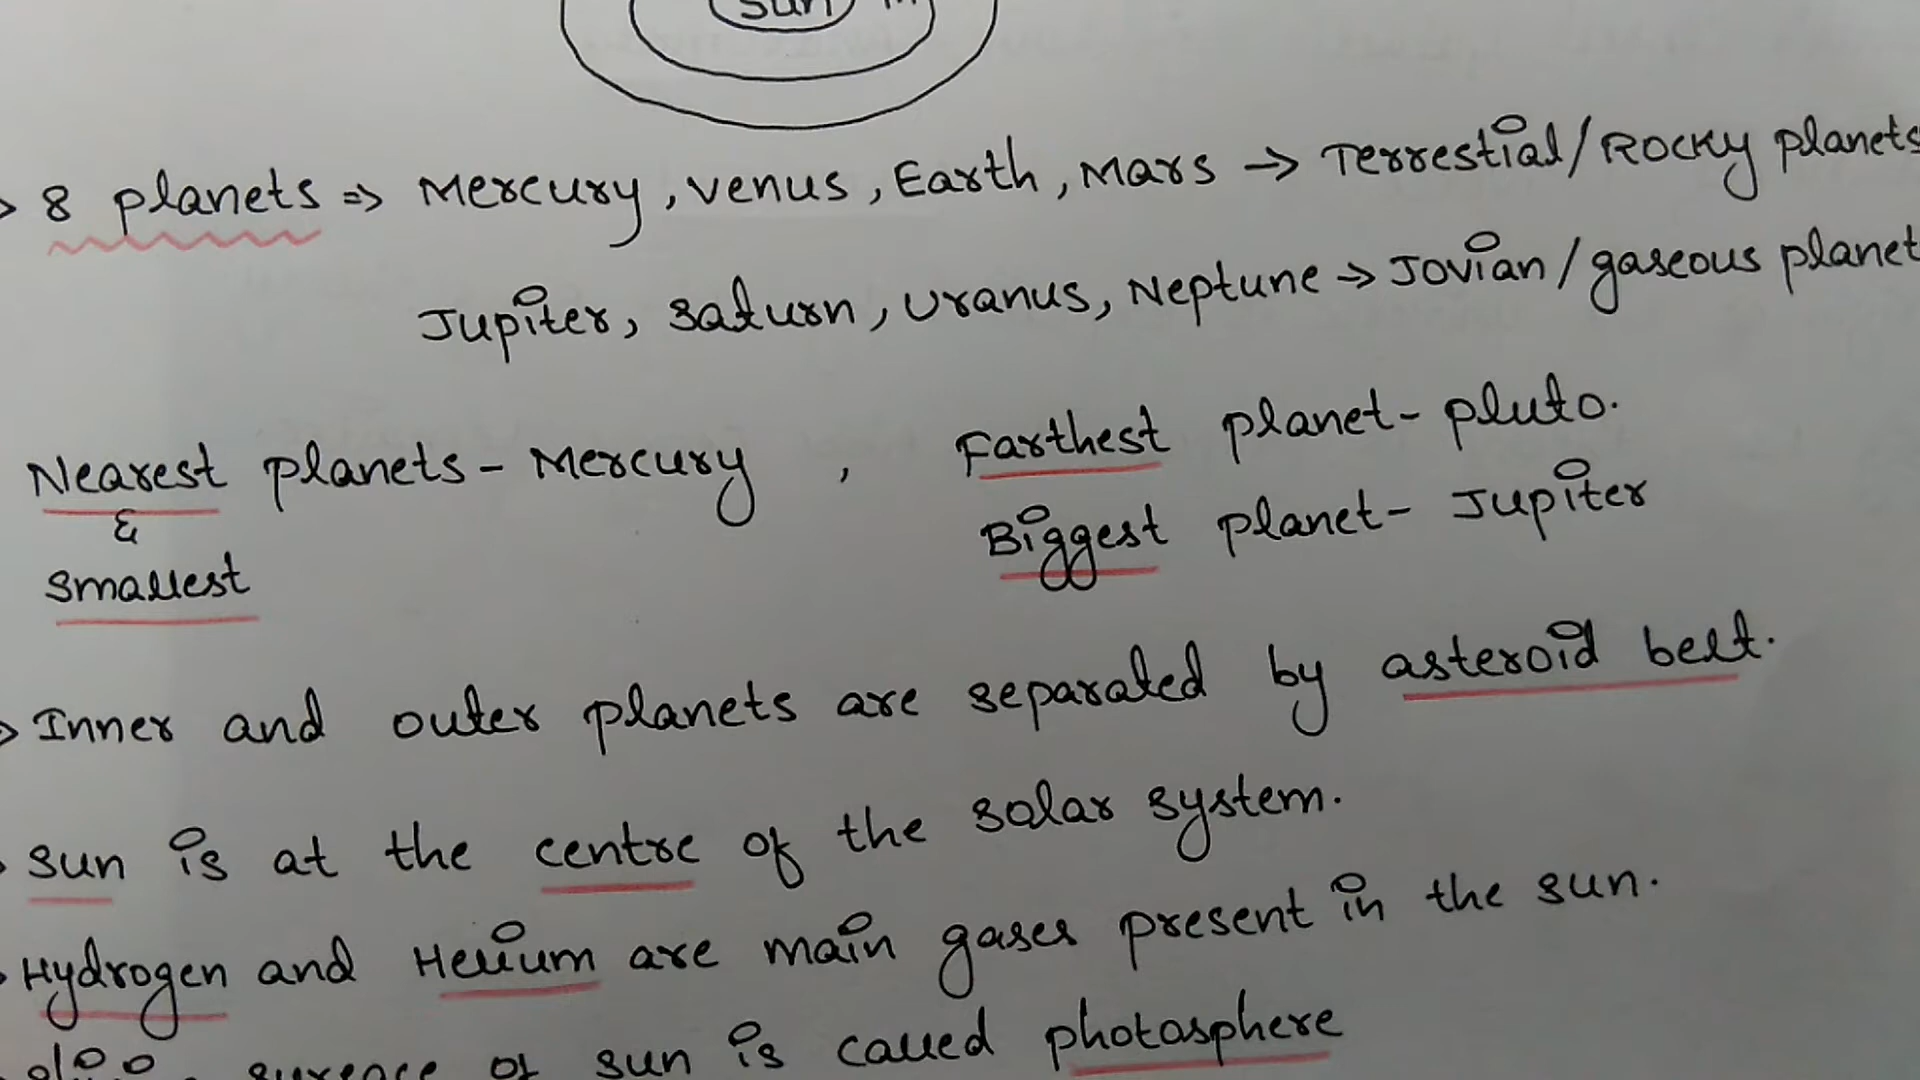 Sun m
8 planets ⇒ Mercury, Venus, Earth, Mars → Terrestial/Rocky planets
Jupiter, Saturn, Uranus, Neptune → Jovian/gaseous planet
Nearest planets - Mercury , Farthest planet - pluto.
&
Smallest
Biggest planet - Jupiter
> Inner and outer planets are separated by asteroid belt.
Sun is at the centre of the solar system.
Hydrogen and Helium are main gases present in the sun.
surface of sun is called photosphere